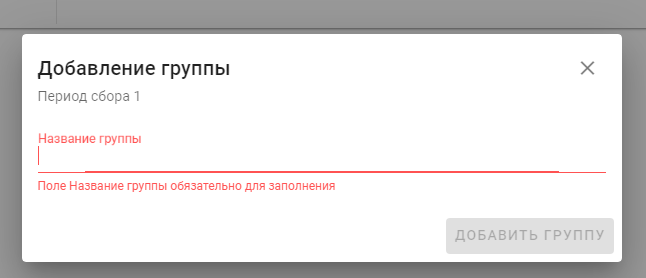 Добавление группы
Период сбора 1
Название группы
Поле Название группы обязательно для заполнения
ДОБАВИТЬ ГРУППУ